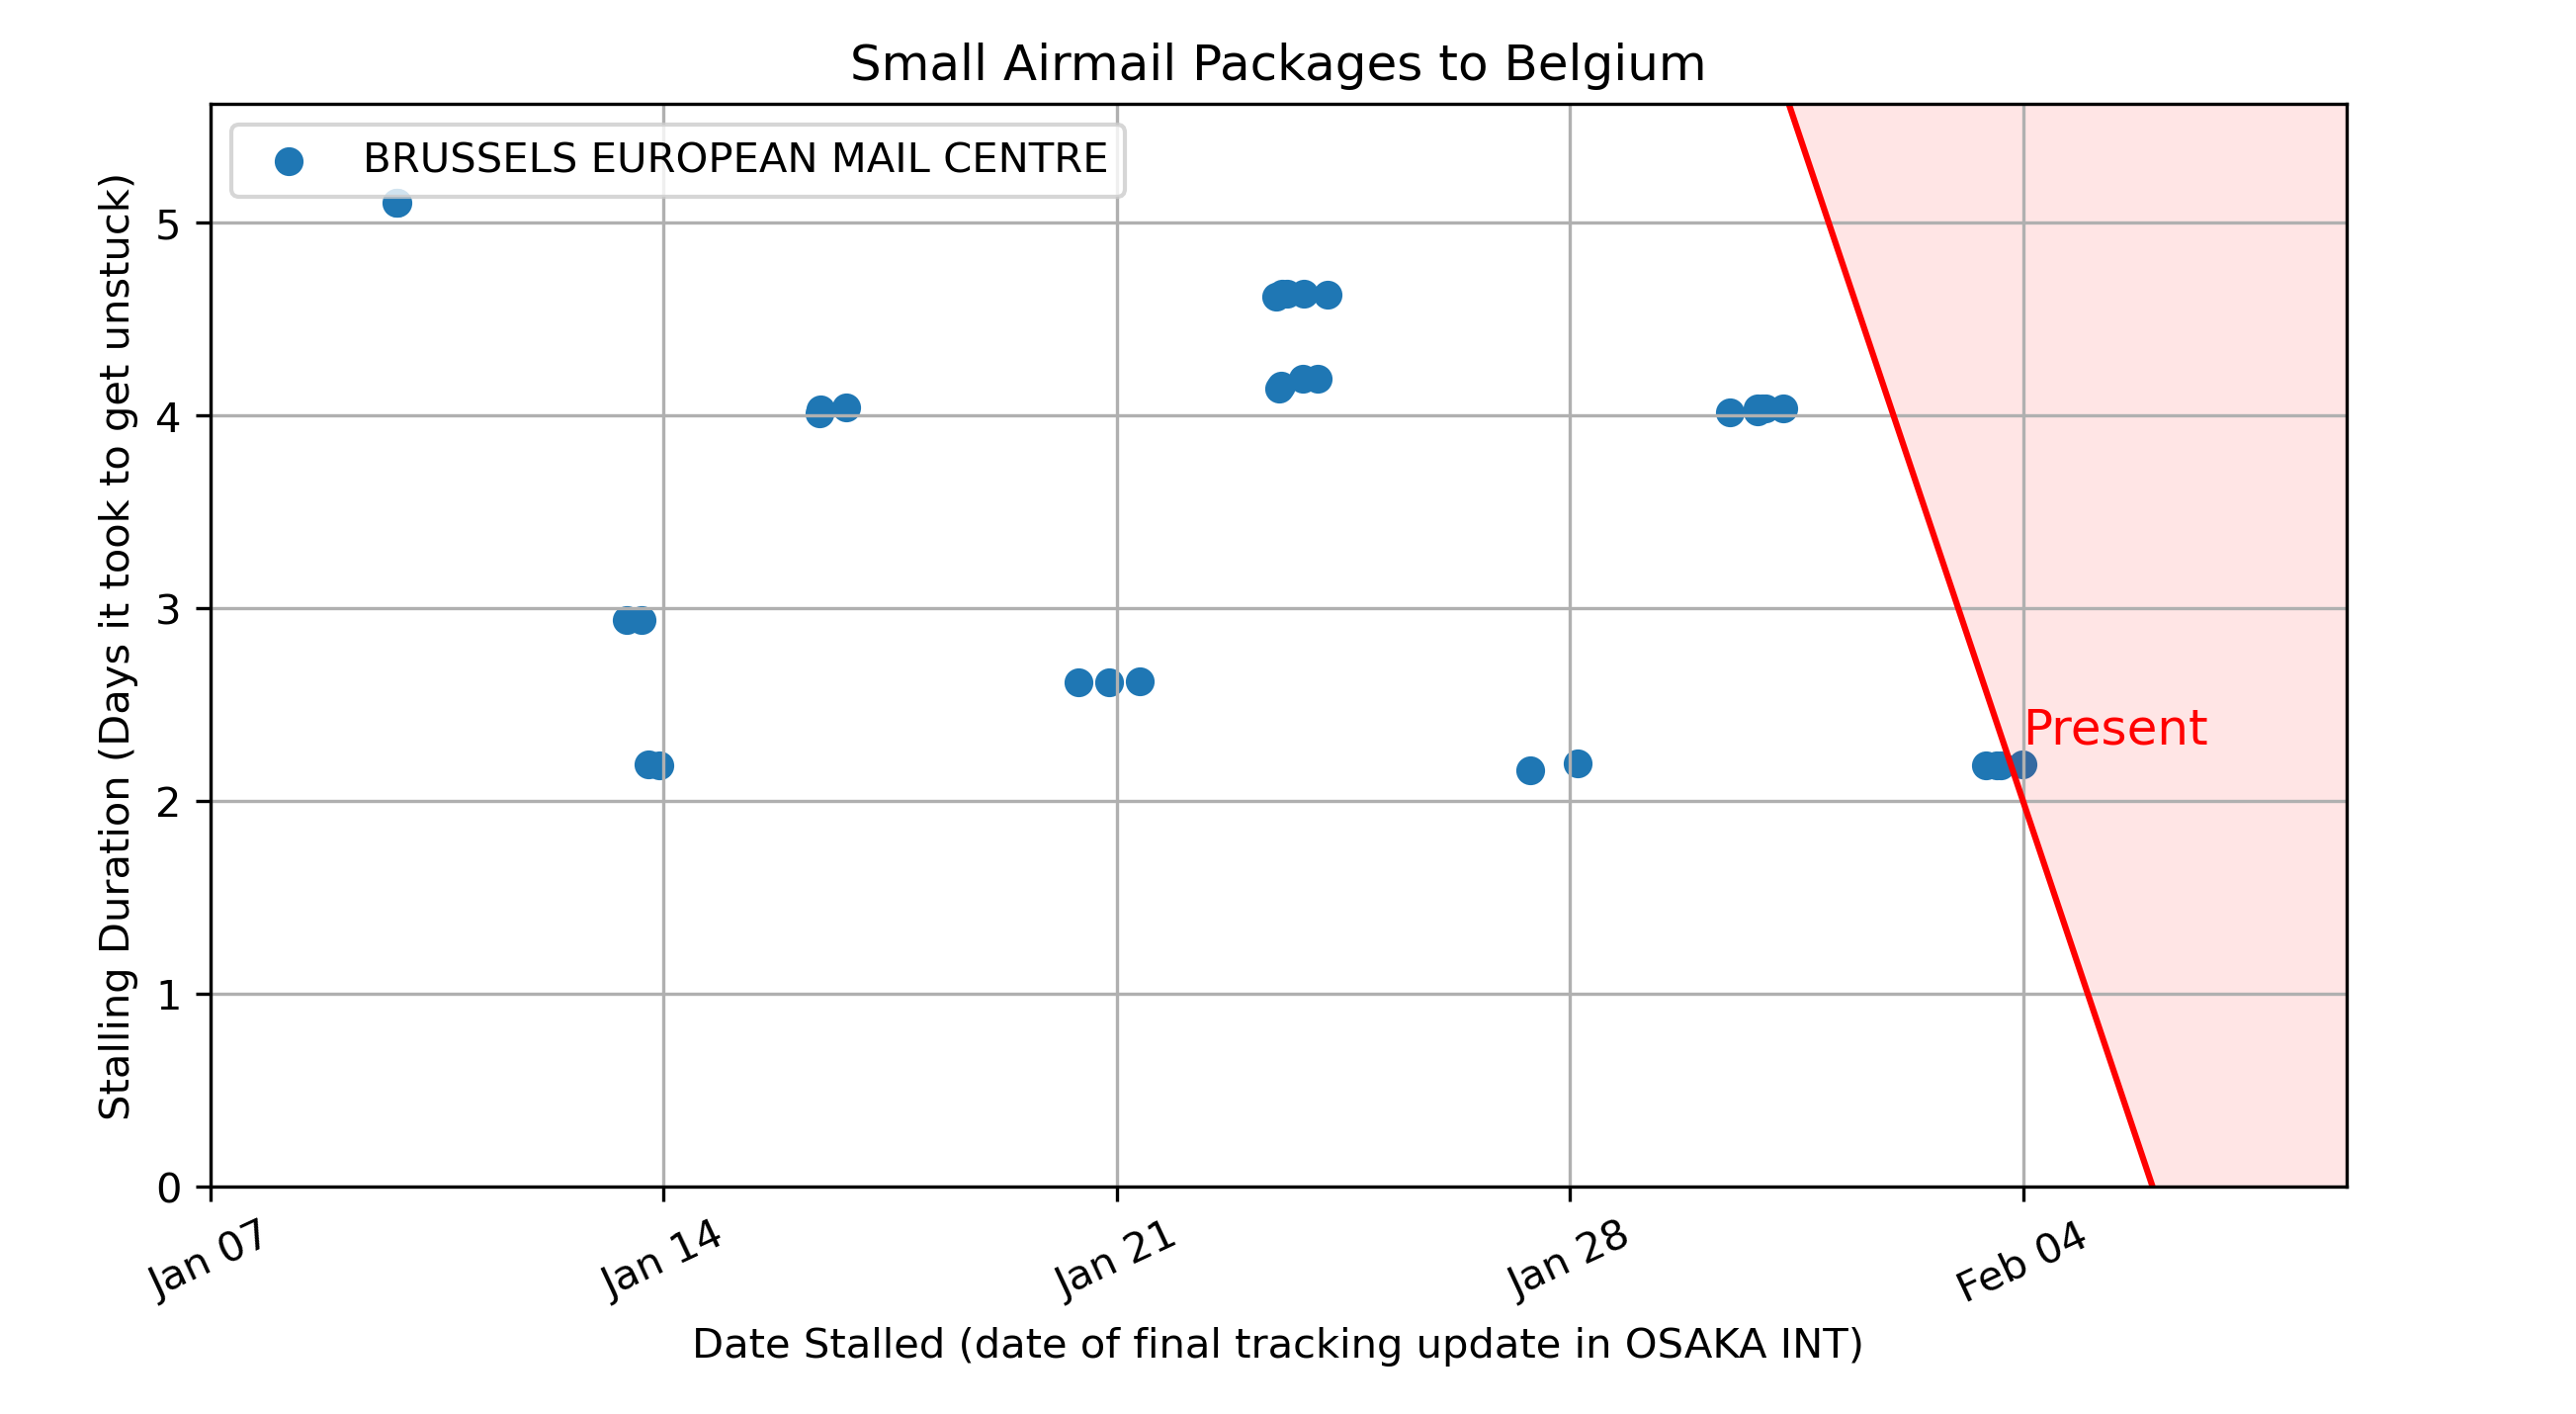 Small Airmail Packages to Belgium
BRUSSELS EUROPEAN MAIL CENTRE
Stalling Duration (Days it took to get unstuck)
5
4
3
2
1
0
Present
Jan 07
Jan 14
Jan 21
Jan 28
Feb 04
Date Stalled (date of final tracking update in OSAKA INT)